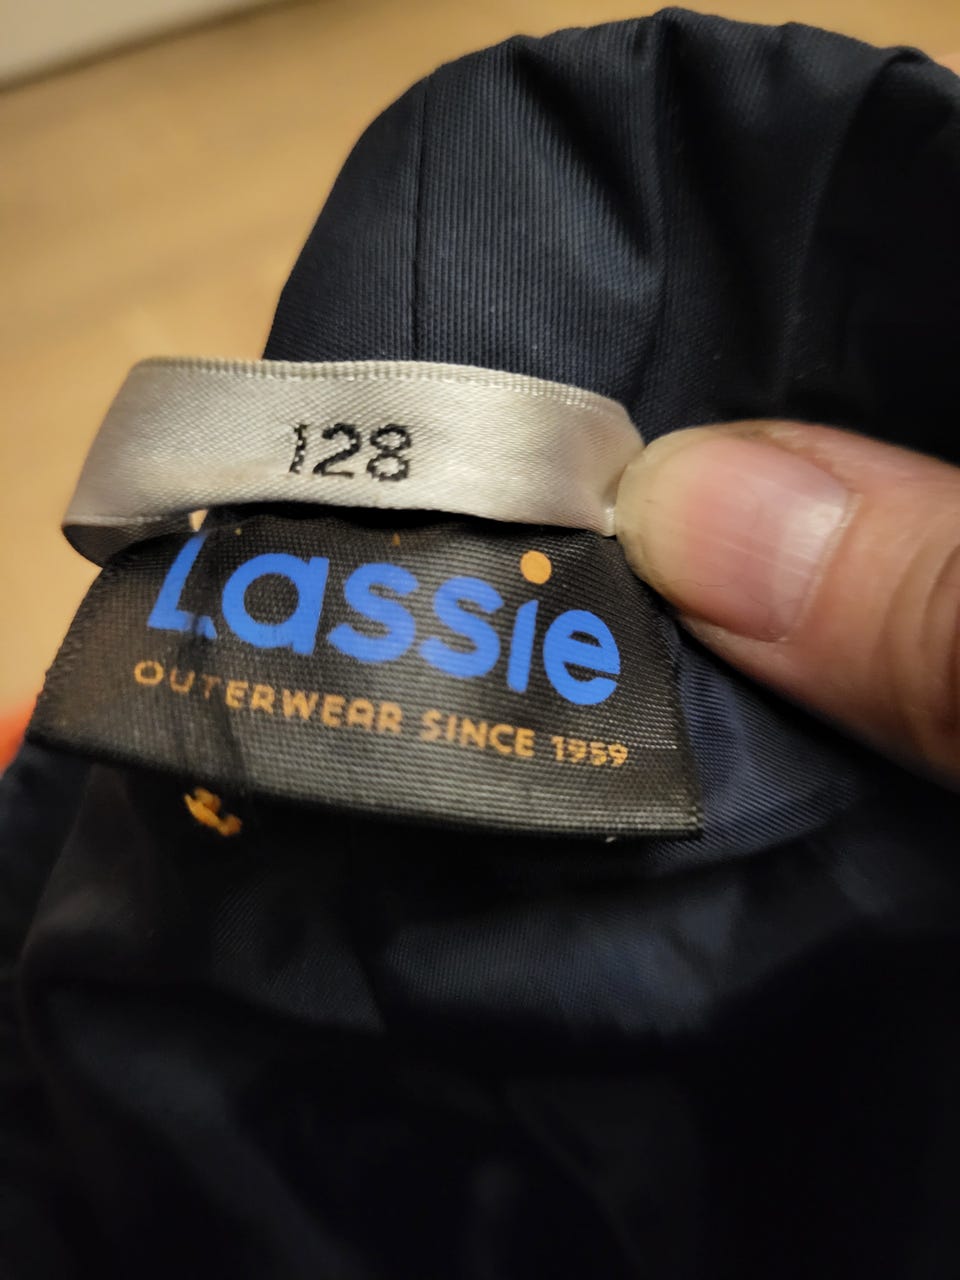 128
Lassie
OUTERWEAR SINCE 1959